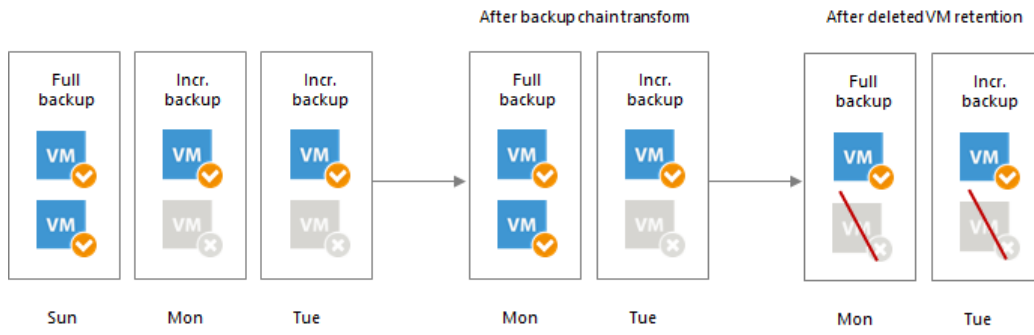 After backup chain transform
After deleted VM retention
Full
backup
Incr.
backup
Incr.
backup
Full
backup
Incr.
backup
Full
backup
Incr.
backup
VM
VM
VM
VM
VM
VM
VM
VM
VM
VM
VM
VM
VM
VM
Sun
Mon
Tue
Mon
Tue
Mon
Tue